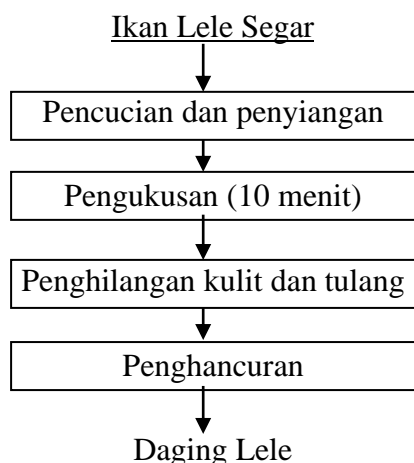 Ikan Lele Segar
Pencucian dan penyiangan
Pengukusan (10 menit)
Penghilangan kulit dan tulang
Penghancuran
Daging Lele